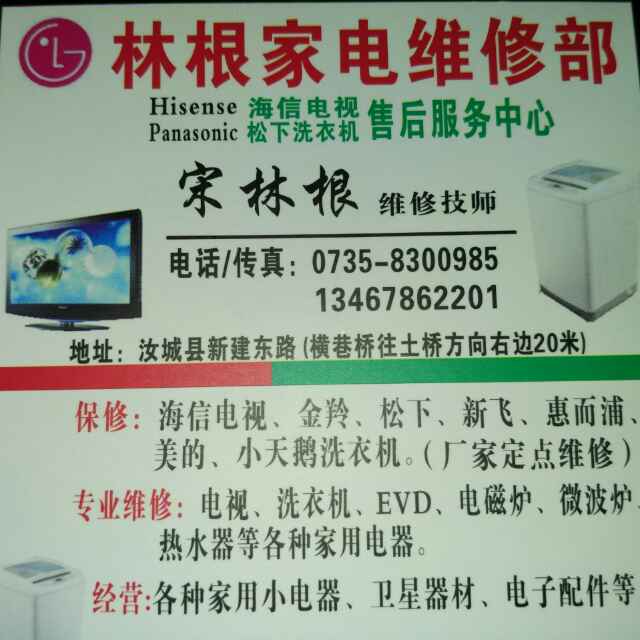 LG 林根家电维修部
Hisense 海信电视
Panasonic 松下洗衣机 售后服务中心
宋林根 维修技师
电话/传真：0735-8300985
13467862201
地址：汝城县新建东路(横巷桥往土桥方向右边20米)
保修：海信电视、金羚、松下、新飞、惠而浦、
美的、小天鹅洗衣机。(厂家定点维修)
专业维修：电视、洗衣机、EVD、电磁炉、微波炉、
热水器等各种家用电器。
经营:各种家用小电器、卫星器材、电子配件等